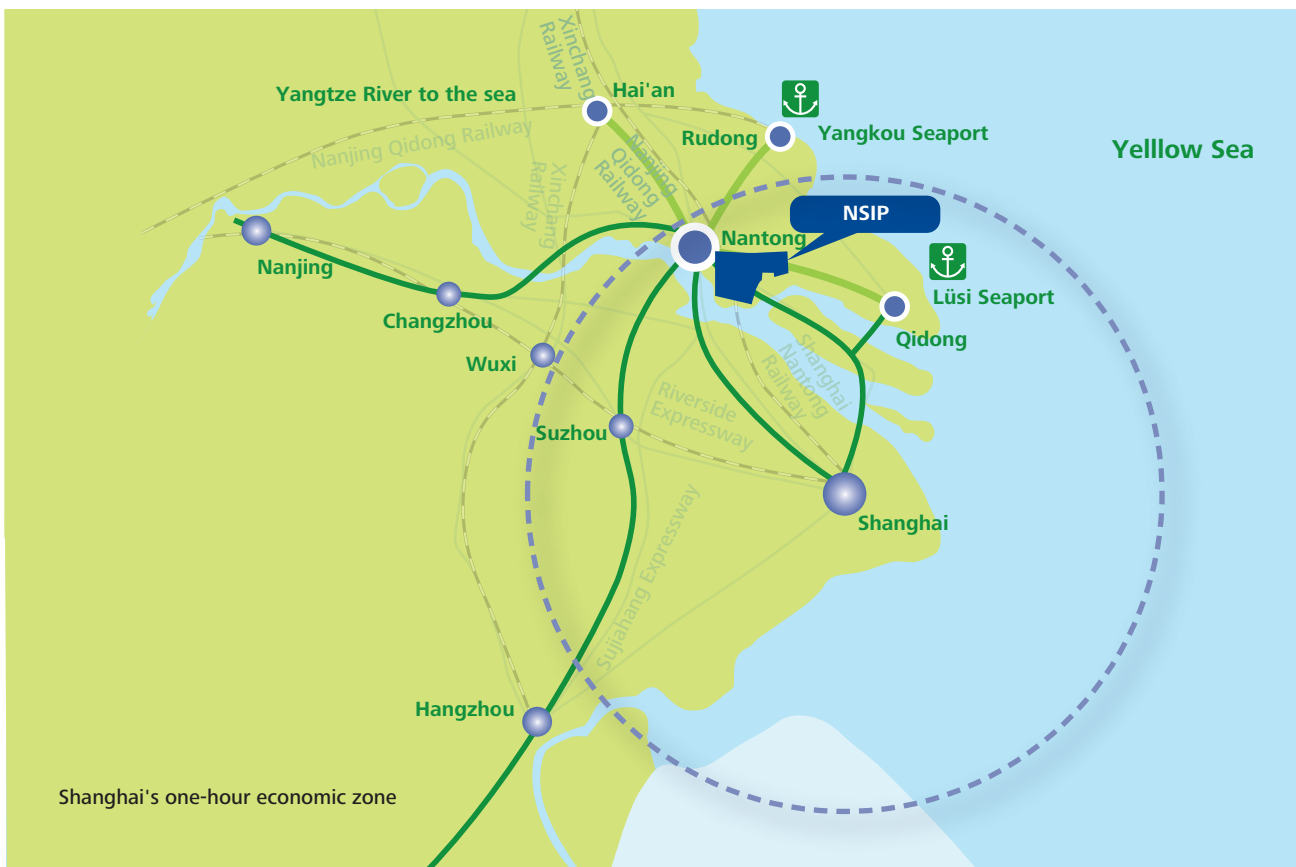 Xinchang
Railway
Hai'an
Yangtze River to the sea
Rudong
Yangkou Seaport
Yelllow Sea
Nanjing Qidong Railway
Nanjing
Qidong
Railway
Xinchang
Railway
Xinchang
NSIP
Nantong
Nanjing
Lüsi Seaport
Changzhou
Qidong
Wuxi
Shanghai
Nantong
Railway
Riverside
Expressway
Suzhou
Shanghai
Sujiahang Expressway
Hangzhou
Shanghai's one-hour economic zone